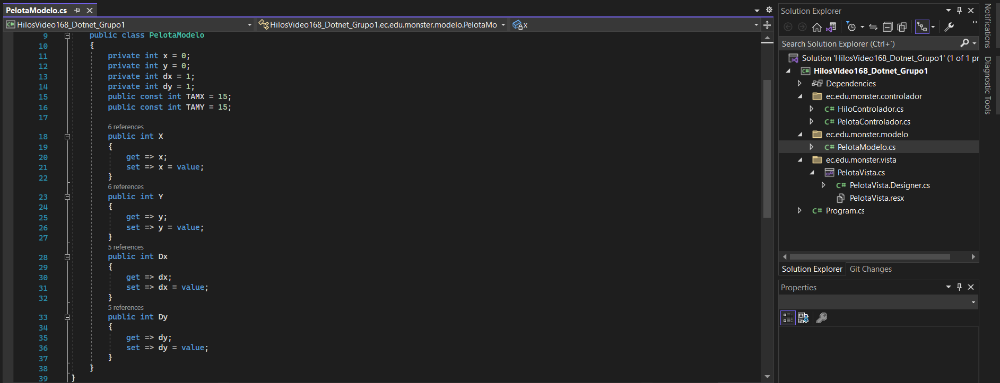 PelotaModelo.cs
HilosVideo168_Dotnet_Grupo1
HilosVideo168_Dotnet_Grupo1.ec.edu.monster.modelo.PelotaMo
x
9 public class PelotaModelo
10 {
11 private int x = 0;
12 private int y = 0;
13 private int dx = 1;
14 private int dy = 1;
15 public const int TAMX = 15;
16 public const int TAMY = 15;
17
6 references
18 public int X
19 {
20 get => x;
21 set => x = value;
22 }
6 references
23 public int Y
24 {
25 get => y;
26 set => y = value;
27 }
5 references
28 public int Dx
29 {
30 get => dx;
31 set => dx = value;
32 }
5 references
33 public int Dy
34 {
35 get => dy;
36 set => dy = value;
37 }
38 }
39 }
Solution Explorer
Search Solution Explorer (Ctrl+´)
Solution 'HilosVideo168_Dotnet_Grupo1' (1 of 1 pr
C# HilosVideo168_Dotnet_Grupo1
Dependencies
ec.edu.monster.controlador
C# HiloControlador.cs
C# PelotaControlador.cs
ec.edu.monster.modelo
C# PelotaModelo.cs
ec.edu.monster.vista
PelotaVista.cs
C# PelotaVista.Designer.cs
PelotaVista.resx
C# Program.cs
Solution Explorer Git Changes
Properties
Notifications
Diagnostic Tools